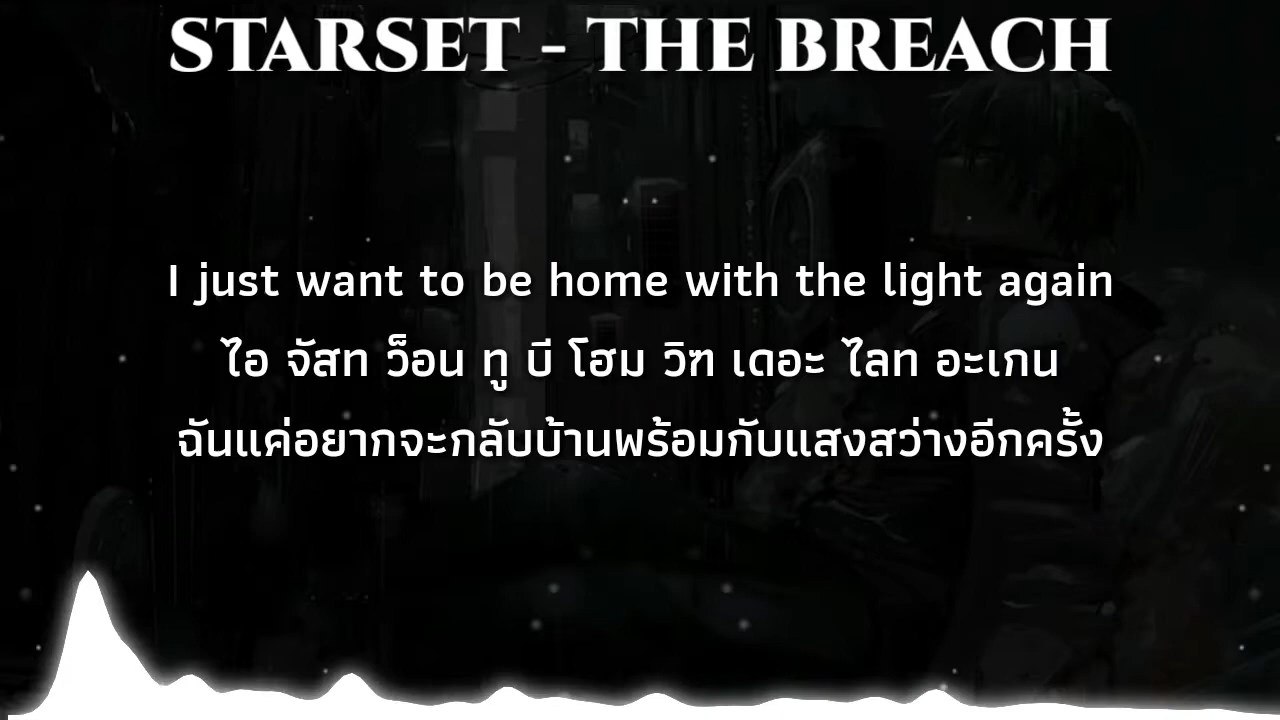 STARSET - THE BREACH
I just want to be home with the light again
ไอ จัสท ว็อน ทู บี โฮม วิฑ เดอะ ไลท อะเกน
ฉันแค่อยากจะกลับบ้านพร้อมกับแสงสว่างอีกครั้ง